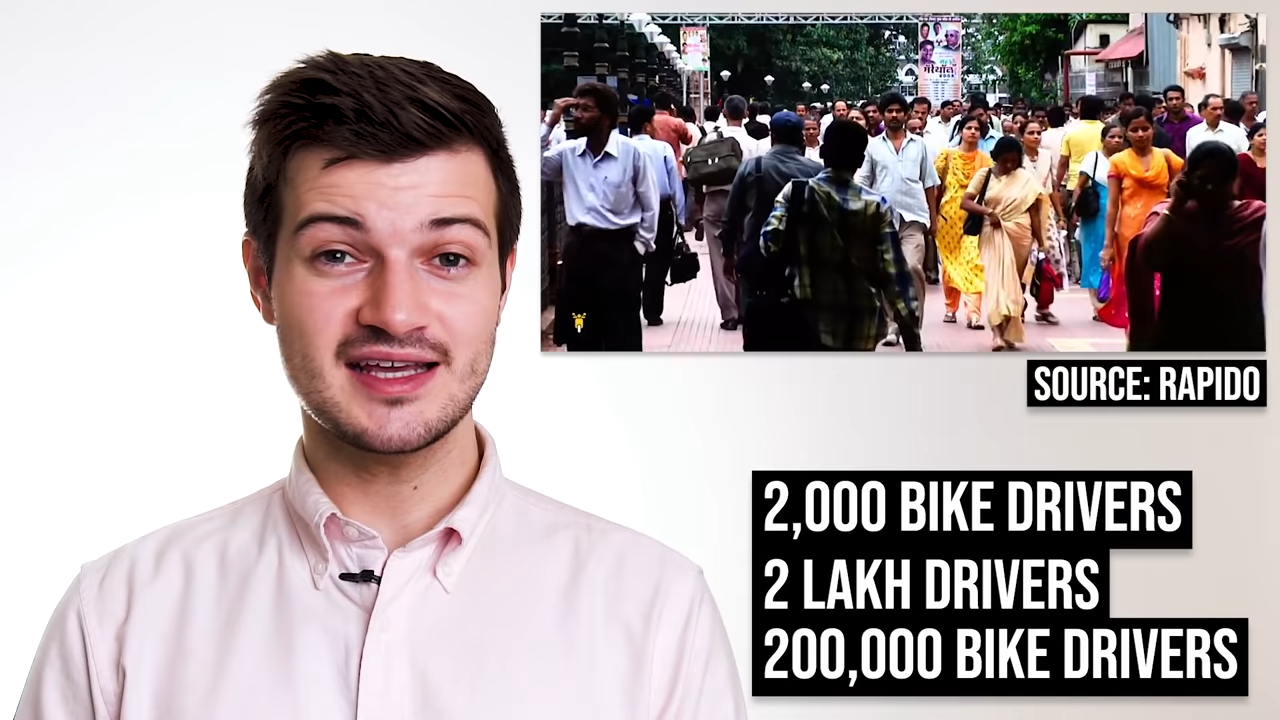 SOURCE: RAPIDO
2,000 BIKE DRIVERS
2 LAKH DRIVERS
200,000 BIKE DRIVERS